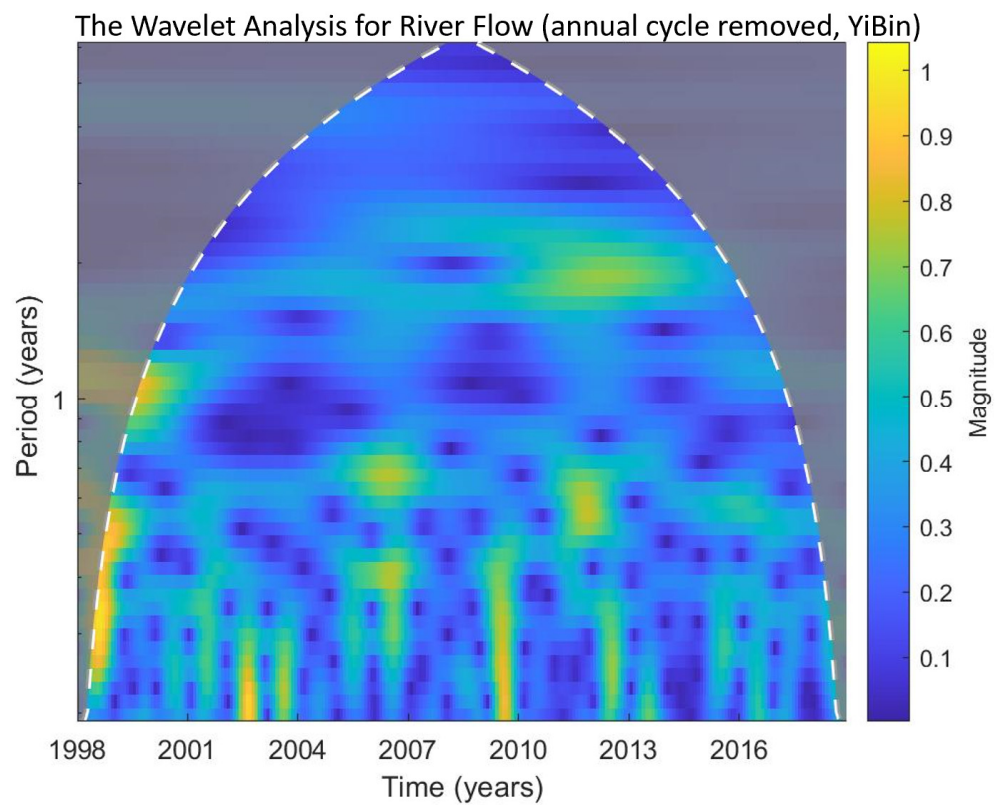 The Wavelet Analysis for River Flow (annual cycle removed, YiBin)
Period (years)
1
1998 2001 2004 2007 2010 2013 2016
Time (years)
1
0.9
0.8
0.7
0.6
0.5
0.4
0.3
0.2
0.1
Magnitude